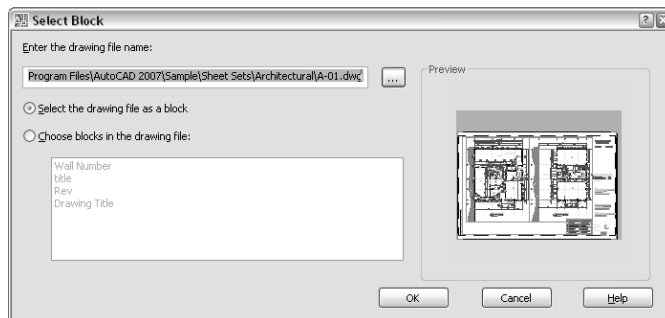 Select Block
Enter the drawing file name:
Program Files\AutoCAD 2007\Sample\Sheet Sets\Architectural\A-01.dwg
...
Preview
Select the drawing file as a block
Choose blocks in the drawing file:
Wall Number
title
Rev
Drawing Title
OK
Cancel
Help